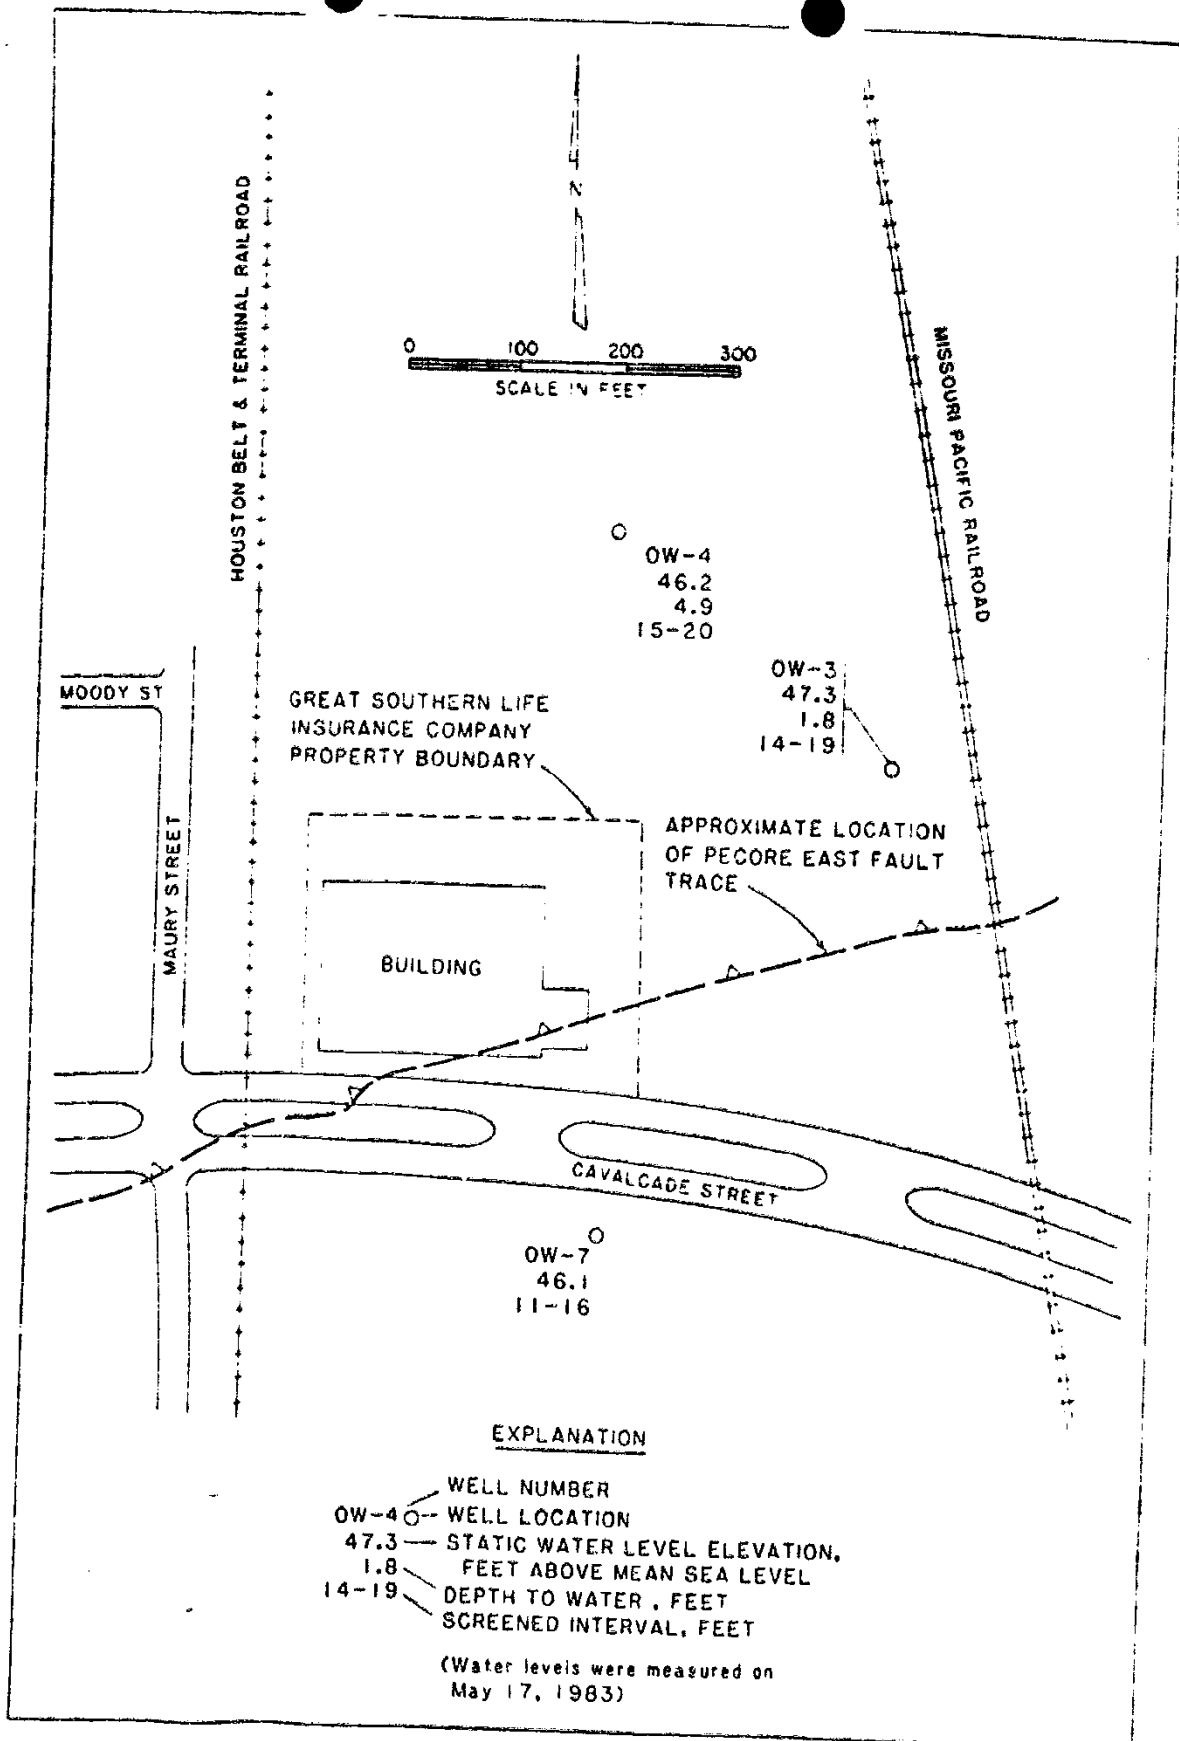 N
0 100 200 300
SCALE IN FEET
HOUSTON BELT & TERMINAL RAILROAD
MISSOURI PACIFIC RAILROAD
OW-4
46.2
4.9
15-20
OW-3
47.3
1.8
14-19
MOODY ST
GREAT SOUTHERN LIFE
INSURANCE COMPANY
PROPERTY BOUNDARY
MAURY STREET
APPROXIMATE LOCATION
OF PECORE EAST FAULT
TRACE
BUILDING
CAVALCADE STREET
OW-7
46.1
11-16
EXPLANATION
WELL NUMBER
OW-4 WELL LOCATION
47.3 STATIC WATER LEVEL ELEVATION,
FEET ABOVE MEAN SEA LEVEL
1.8 DEPTH TO WATER, FEET
14-19 SCREENED INTERVAL, FEET
(Water levels were measured on
May 17, 1983)